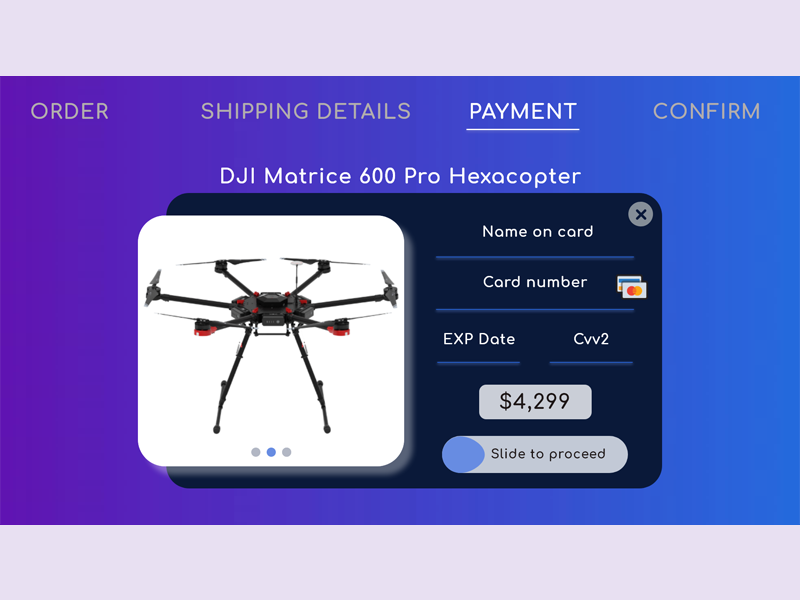 ORDER
SHIPPING DETAILS
PAYMENT
CONFIRM
DJI Matrice 600 Pro Hexacopter
Name on card
Card number
EXP Date
Cvv2
$4,299
Slide to proceed